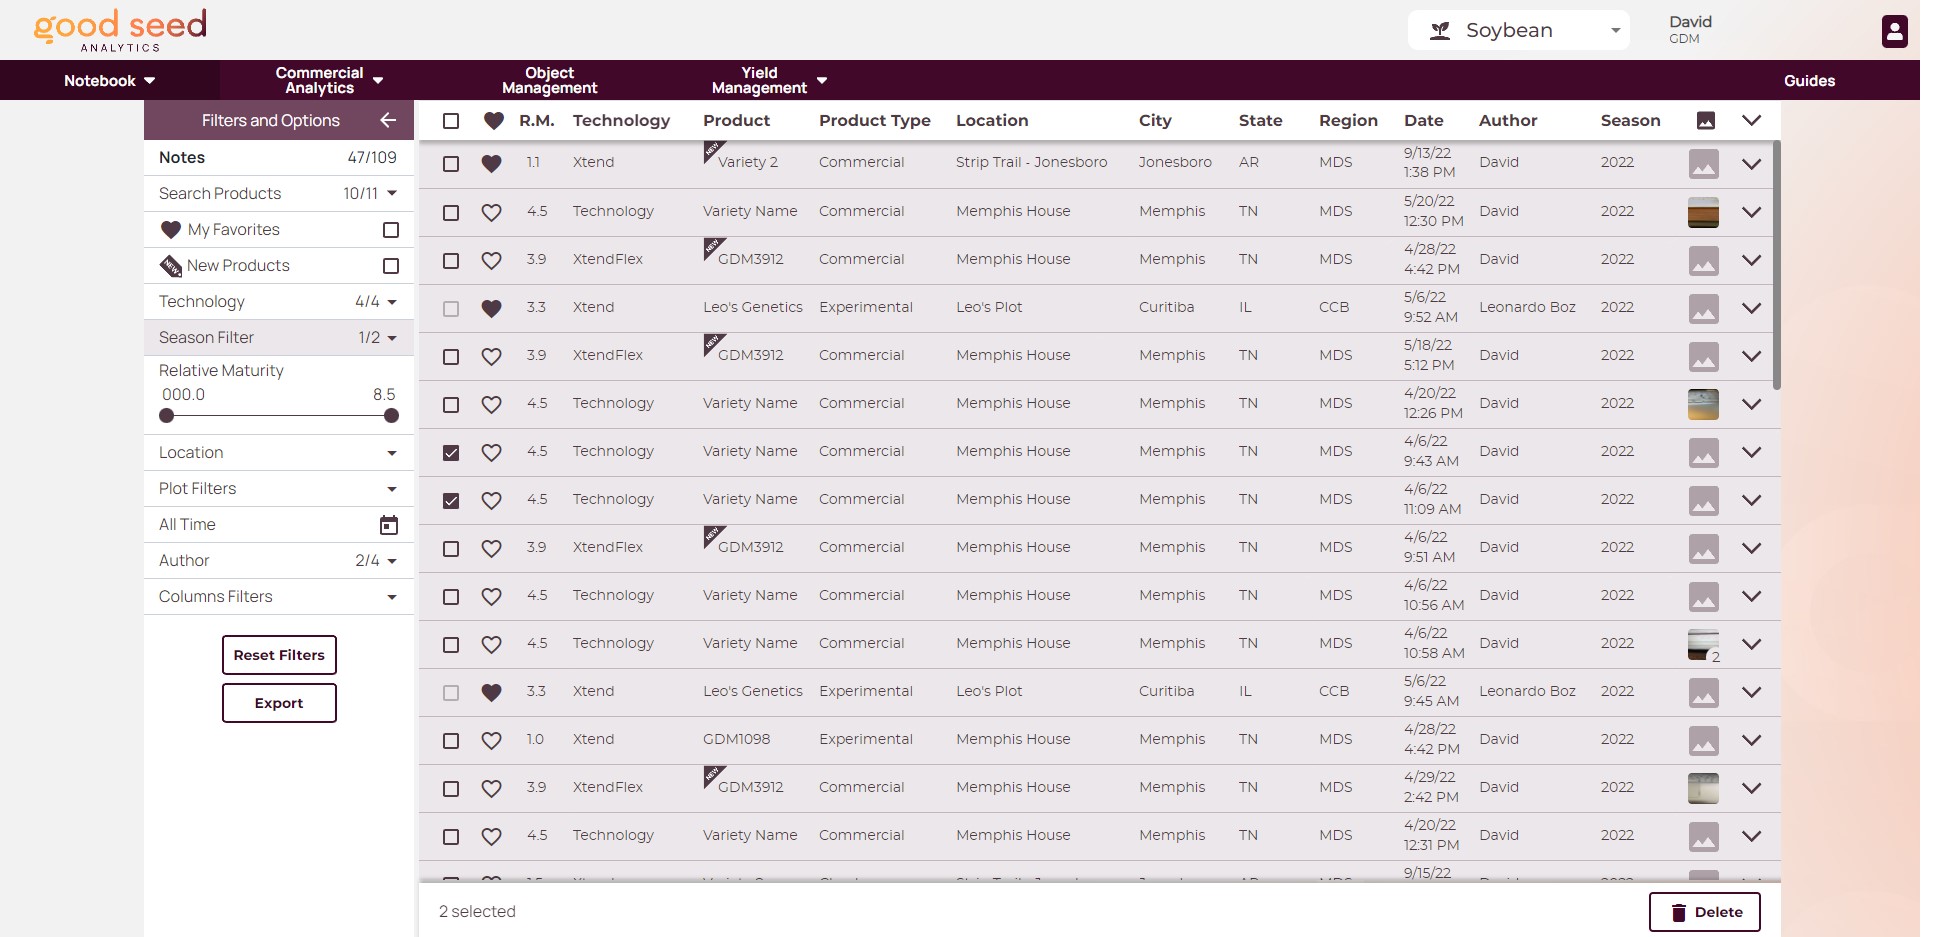 good seed
ANALYTICS
Soybean
David
GDM
Notebook
Commercial
Analytics
Object
Management
Yield
Management
Guides
Filters and Options
Notes 47/109
Search Products 10/11
My Favorites
NEW New Products
Technology 4/4
Season Filter 1/2
Relative Maturity
000.0 8.5
Location
Plot Filters
All Time
Author 2/4
Columns Filters
Reset Filters
Export
R.M. Technology Product Product Type Location City State Region Date Author Season
1.1 Xtend NEW Variety 2 Commercial Strip Trail - Jonesboro Jonesboro AR MDS 9/13/22 1:38 PM David 2022
4.5 Technology Variety Name Commercial Memphis House Memphis TN MDS 5/20/22 12:30 PM David 2022
3.9 XtendFlex NEW GDM3912 Commercial Memphis House Memphis TN MDS 4/28/22 4:42 PM David 2022
3.3 Xtend Leo's Genetics Experimental Leo's Plot Curitiba IL CCB 5/6/22 9:52 AM Leonardo Boz 2022
3.9 XtendFlex NEW GDM3912 Commercial Memphis House Memphis TN MDS 5/18/22 5:12 PM David 2022
4.5 Technology Variety Name Commercial Memphis House Memphis TN MDS 4/20/22 12:26 PM David 2022
4.5 Technology Variety Name Commercial Memphis House Memphis TN MDS 4/6/22 9:43 AM David 2022
4.5 Technology Variety Name Commercial Memphis House Memphis TN MDS 4/6/22 11:09 AM David 2022
3.9 XtendFlex NEW GDM3912 Commercial Memphis House Memphis TN MDS 4/6/22 9:51 AM David 2022
4.5 Technology Variety Name Commercial Memphis House Memphis TN MDS 4/6/22 10:56 AM David 2022
4.5 Technology Variety Name Commercial Memphis House Memphis TN MDS 4/6/22 10:58 AM David 2022 2
3.3 Xtend Leo's Genetics Experimental Leo's Plot Curitiba IL CCB 5/6/22 9:45 AM Leonardo Boz 2022
1.0 Xtend GDM1098 Experimental Memphis House Memphis TN MDS 4/28/22 4:42 PM David 2022
3.9 XtendFlex NEW GDM3912 Commercial Memphis House Memphis TN MDS 4/29/22 2:42 PM David 2022
4.5 Technology Variety Name Commercial Memphis House Memphis TN MDS 4/20/22 12:31 PM David 2022
9/15/22
2 selected
Delete